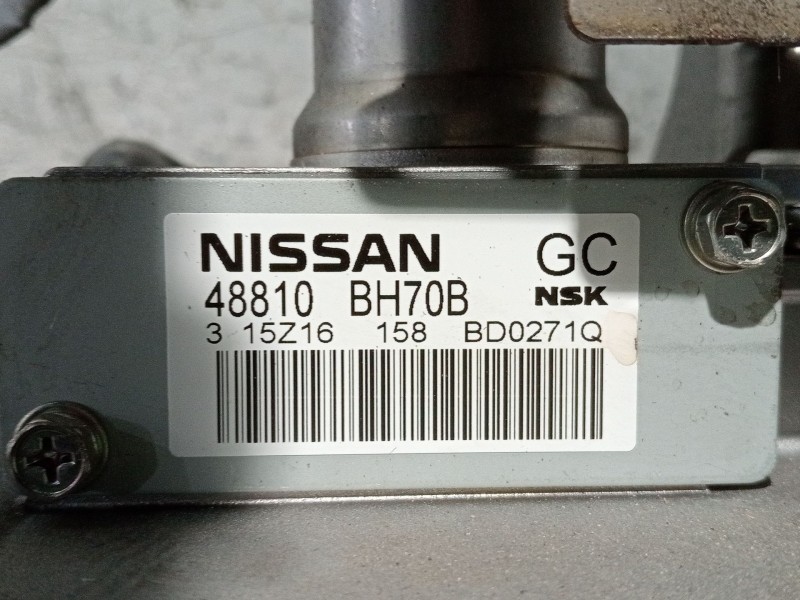 NISSAN GC
48810 BH70B NSK
3 15Z16 158 BD0271Q